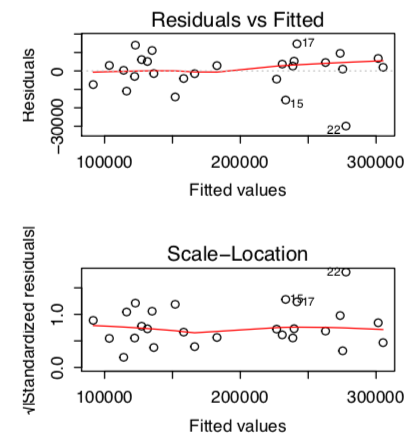 Residuals vs Fitted
Residuals
0
−30000
17
15
22
100000
200000
300000
Fitted values
Scale−Location
√|Standardized residuals|
1.0
0.0
22
15
17
100000
200000
300000
Fitted values